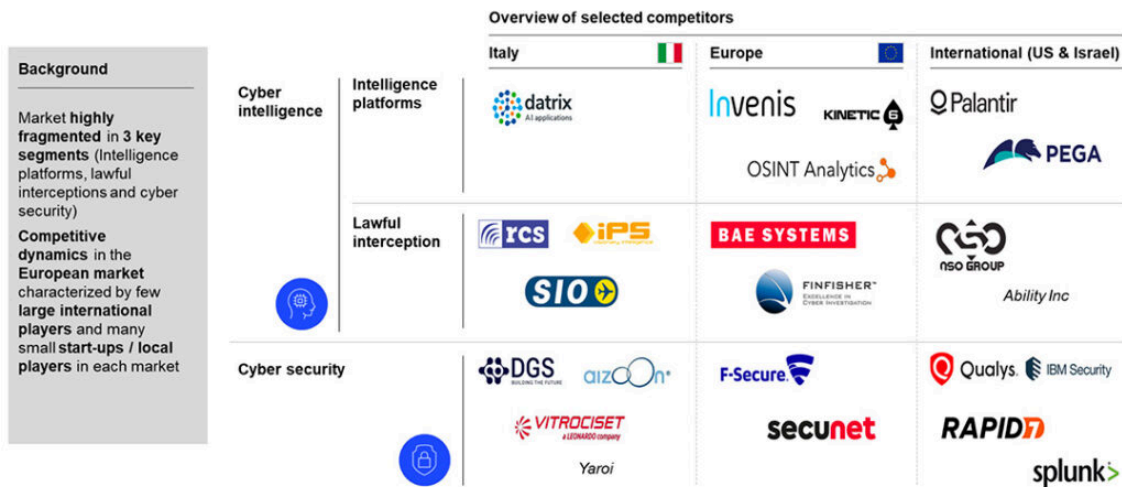 Overview of selected competitors
Background
Market highly
fragmented in 3 key
segments (Intelligence
platforms, lawful
interceptions and cyber
security)
Competitive
dynamics in the
European market
characterized by few
large international
players and many
small start-ups / local
players in each market
Italy
Europe
International (US & Israel)
Cyber
intelligence
Intelligence
platforms
datrix
A.I. applications
Invenis
KINETIC 6
OSINT Analytics
Palantir
PEGA
Lawful
interception
rcs
iPS
SIO
BAE SYSTEMS
FINFISHER™
EXCELLENCE IN
CYBER INVESTIGATION
NSO GROUP
Ability Inc
Cyber security
DGS
BUILDING THE FUTURE
aizoOn®
VITROCISET
a LEONARDO company
Yaroi
F-Secure.
secunet
Qualys.
IBM Security
RAPID7
splunk>